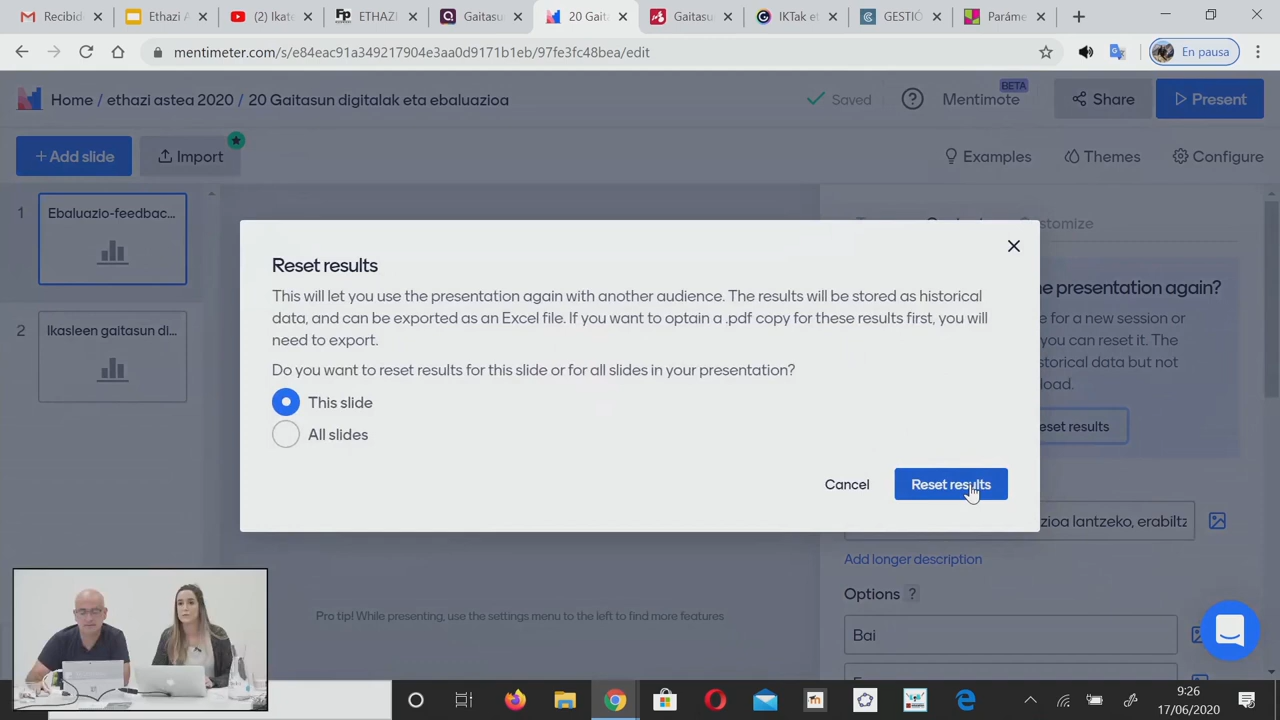 Recibid
Ethazi A
(2) Ikate
ETHAZI
Gaitasun
20 Gait
Gaitasun
IKTak et
GESTIÓ
Paráme
mentimeter.com/s/e84eac91a349217904e3aa0d9171b1eb/97fe3fc48bea/edit
En pausa
Home / ethazi astea 2020 / 20 Gaitasun digitalak eta ebaluazioa
Saved
Mentimote
BETA
Share
Present
+ Add slide
Import
Examples
Themes
Configure
1
Ebaluazio-feedbac...
2
Ikasleen gaitasun di...
Reset results
This will let you use the presentation again with another audience. The results will be stored as historical
data, and can be exported as an Excel file. If you want to optain a .pdf copy for these results first, you will
need to export.
Do you want to reset results for this slide or for all slides in your presentation?
This slide
All slides
Cancel
Reset results
stomize
he presentation again?
e for a new session or
you can reset it. The
storical data but not
load.
eset results
zioa lantzeko, erabiltz
Add longer description
Options ?
Bai
Pro tip! While presenting, use the settings menu to the left to find more features
9:26
17/06/2020